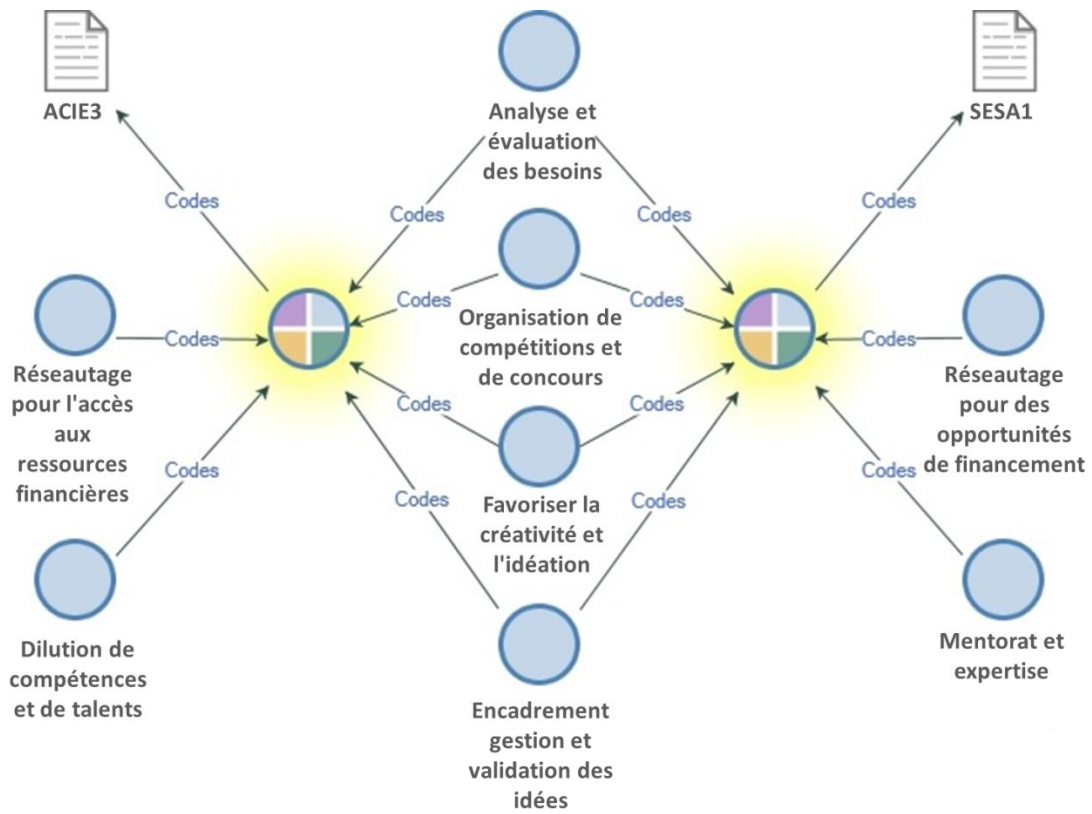 ACIE3
Analyse et
évaluation
des besoins
SESA1
Codes
Codes
Codes
Codes
Codes
Codes
Organisation de
compétitions et
de concours
Codes
Codes
Réseautage
pour l'accès
aux
ressources
financières
Réseautage
pour des
opportunités
de financement
Codes
Codes
Favoriser la
créativité et
l'idéation
Codes
Codes
Codes
Codes
Dilution de
compétences
et de talents
Mentorat et
expertise
Encadrement
gestion et
validation des
idées